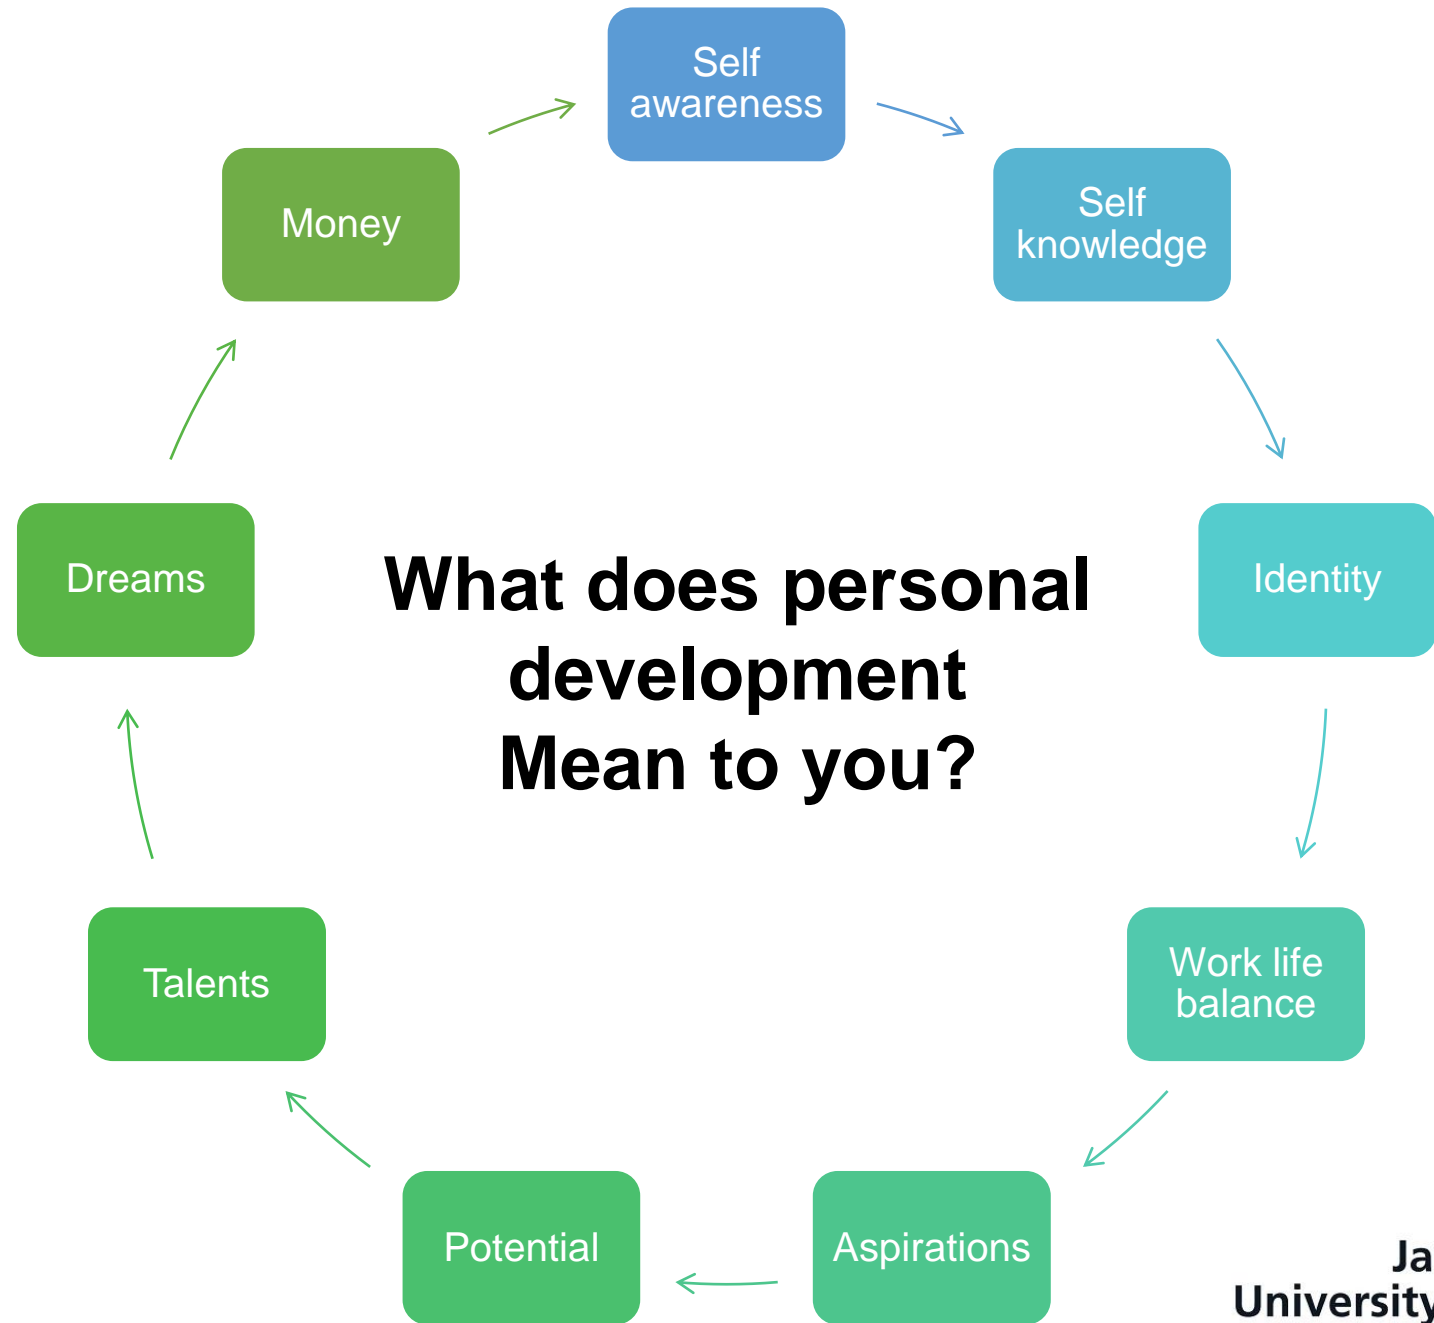 Self
awareness
Self
knowledge
Identity
Work life
balance
Aspirations
Potential
Talents
Dreams
Money
What does personal
development
Mean to you?
Ja
University